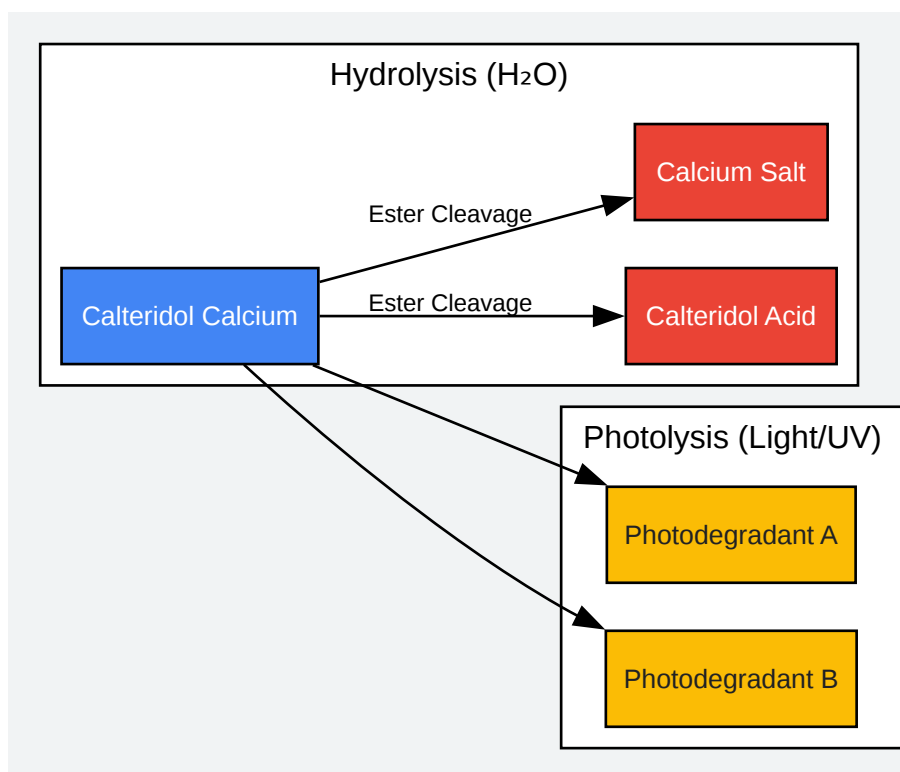 Hydrolysis (H₂O)
Calcium Salt
Ester Cleavage
Ester Cleavage
Calteridol Calcium
Calteridol Acid
Photolysis (Light/UV)
Photodegradant A
Photodegradant B